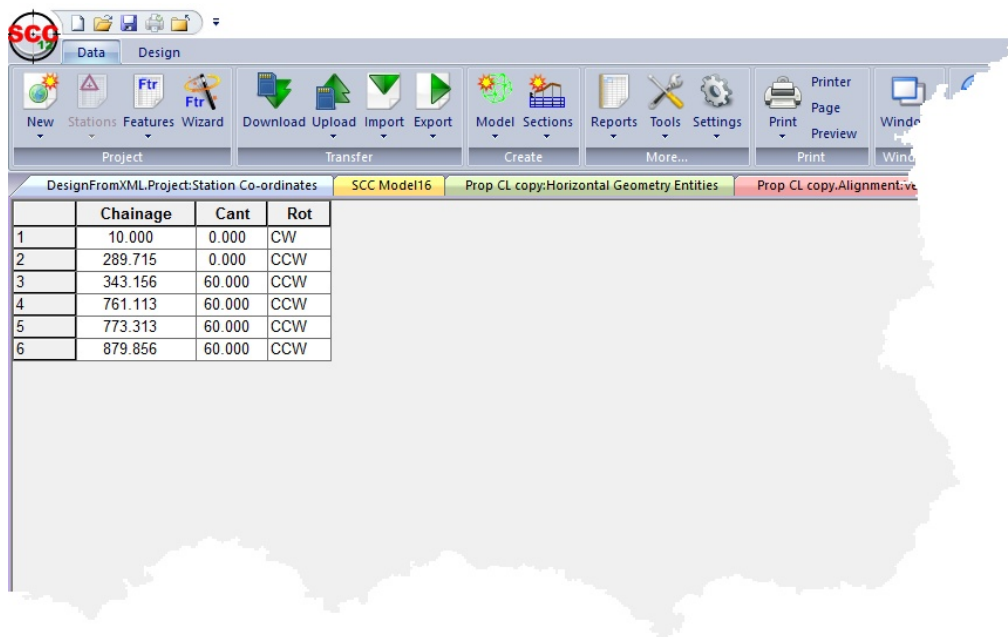 SCC
12
Data Design
New Stations Features Wizard Download Upload Import Export Model Sections Reports Tools Settings Print Printer Page Preview
Ftr Ftr
Project Transfer Create More... Print
DesignFromXML.Project:Station Co-ordinates SCC Model16 Prop CL copy:Horizontal Geometry Entities Prop CL copy.Alignment:
Chainage Cant Rot
1 10.000 0.000 CW
2 289.715 0.000 CCW
3 343.156 60.000 CCW
4 761.113 60.000 CCW
5 773.313 60.000 CCW
6 879.856 60.000 CCW